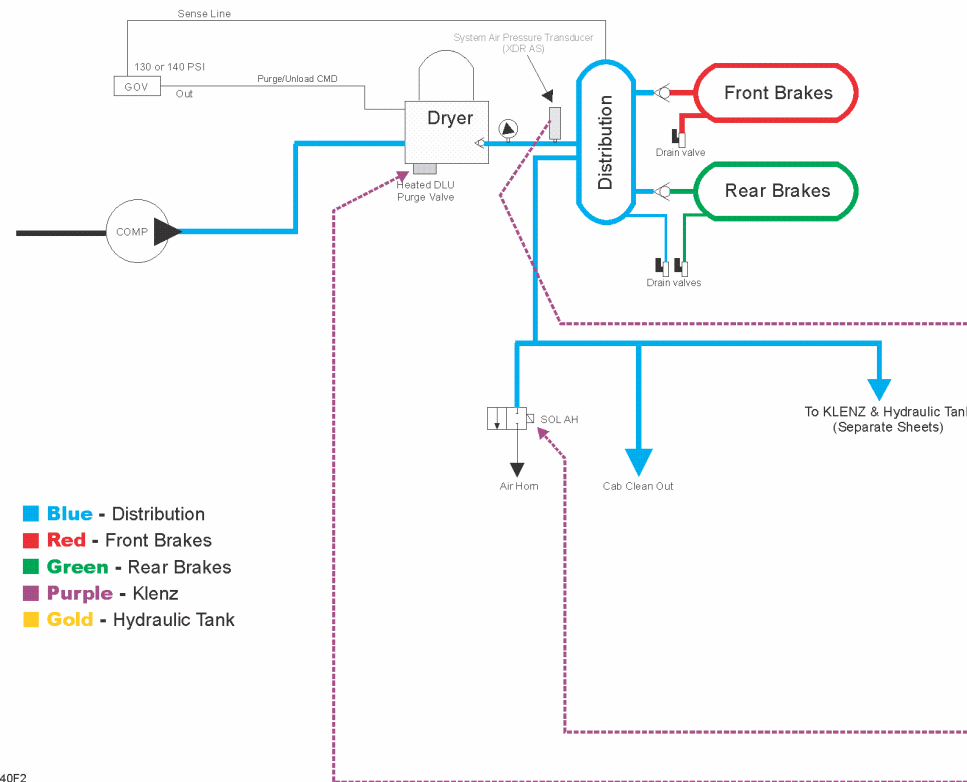 Sense Line
System Air Pressure Transducer
(XDR AS)
130 or 140 PSI
GOV
Purge/Unload CMD
Out
Dryer
Distribution
Front Brakes
Drain valve
Heated DLU
Purge Valve
Rear Brakes
COMP
Drain valves
To KLENZ & Hydraulic Tank
(Separate Sheets)
SOL AH
Air Horn
Cab Clean Out
Blue - Distribution
Red - Front Brakes
Green - Rear Brakes
Purple - Klenz
Gold - Hydraulic Tank
40F2